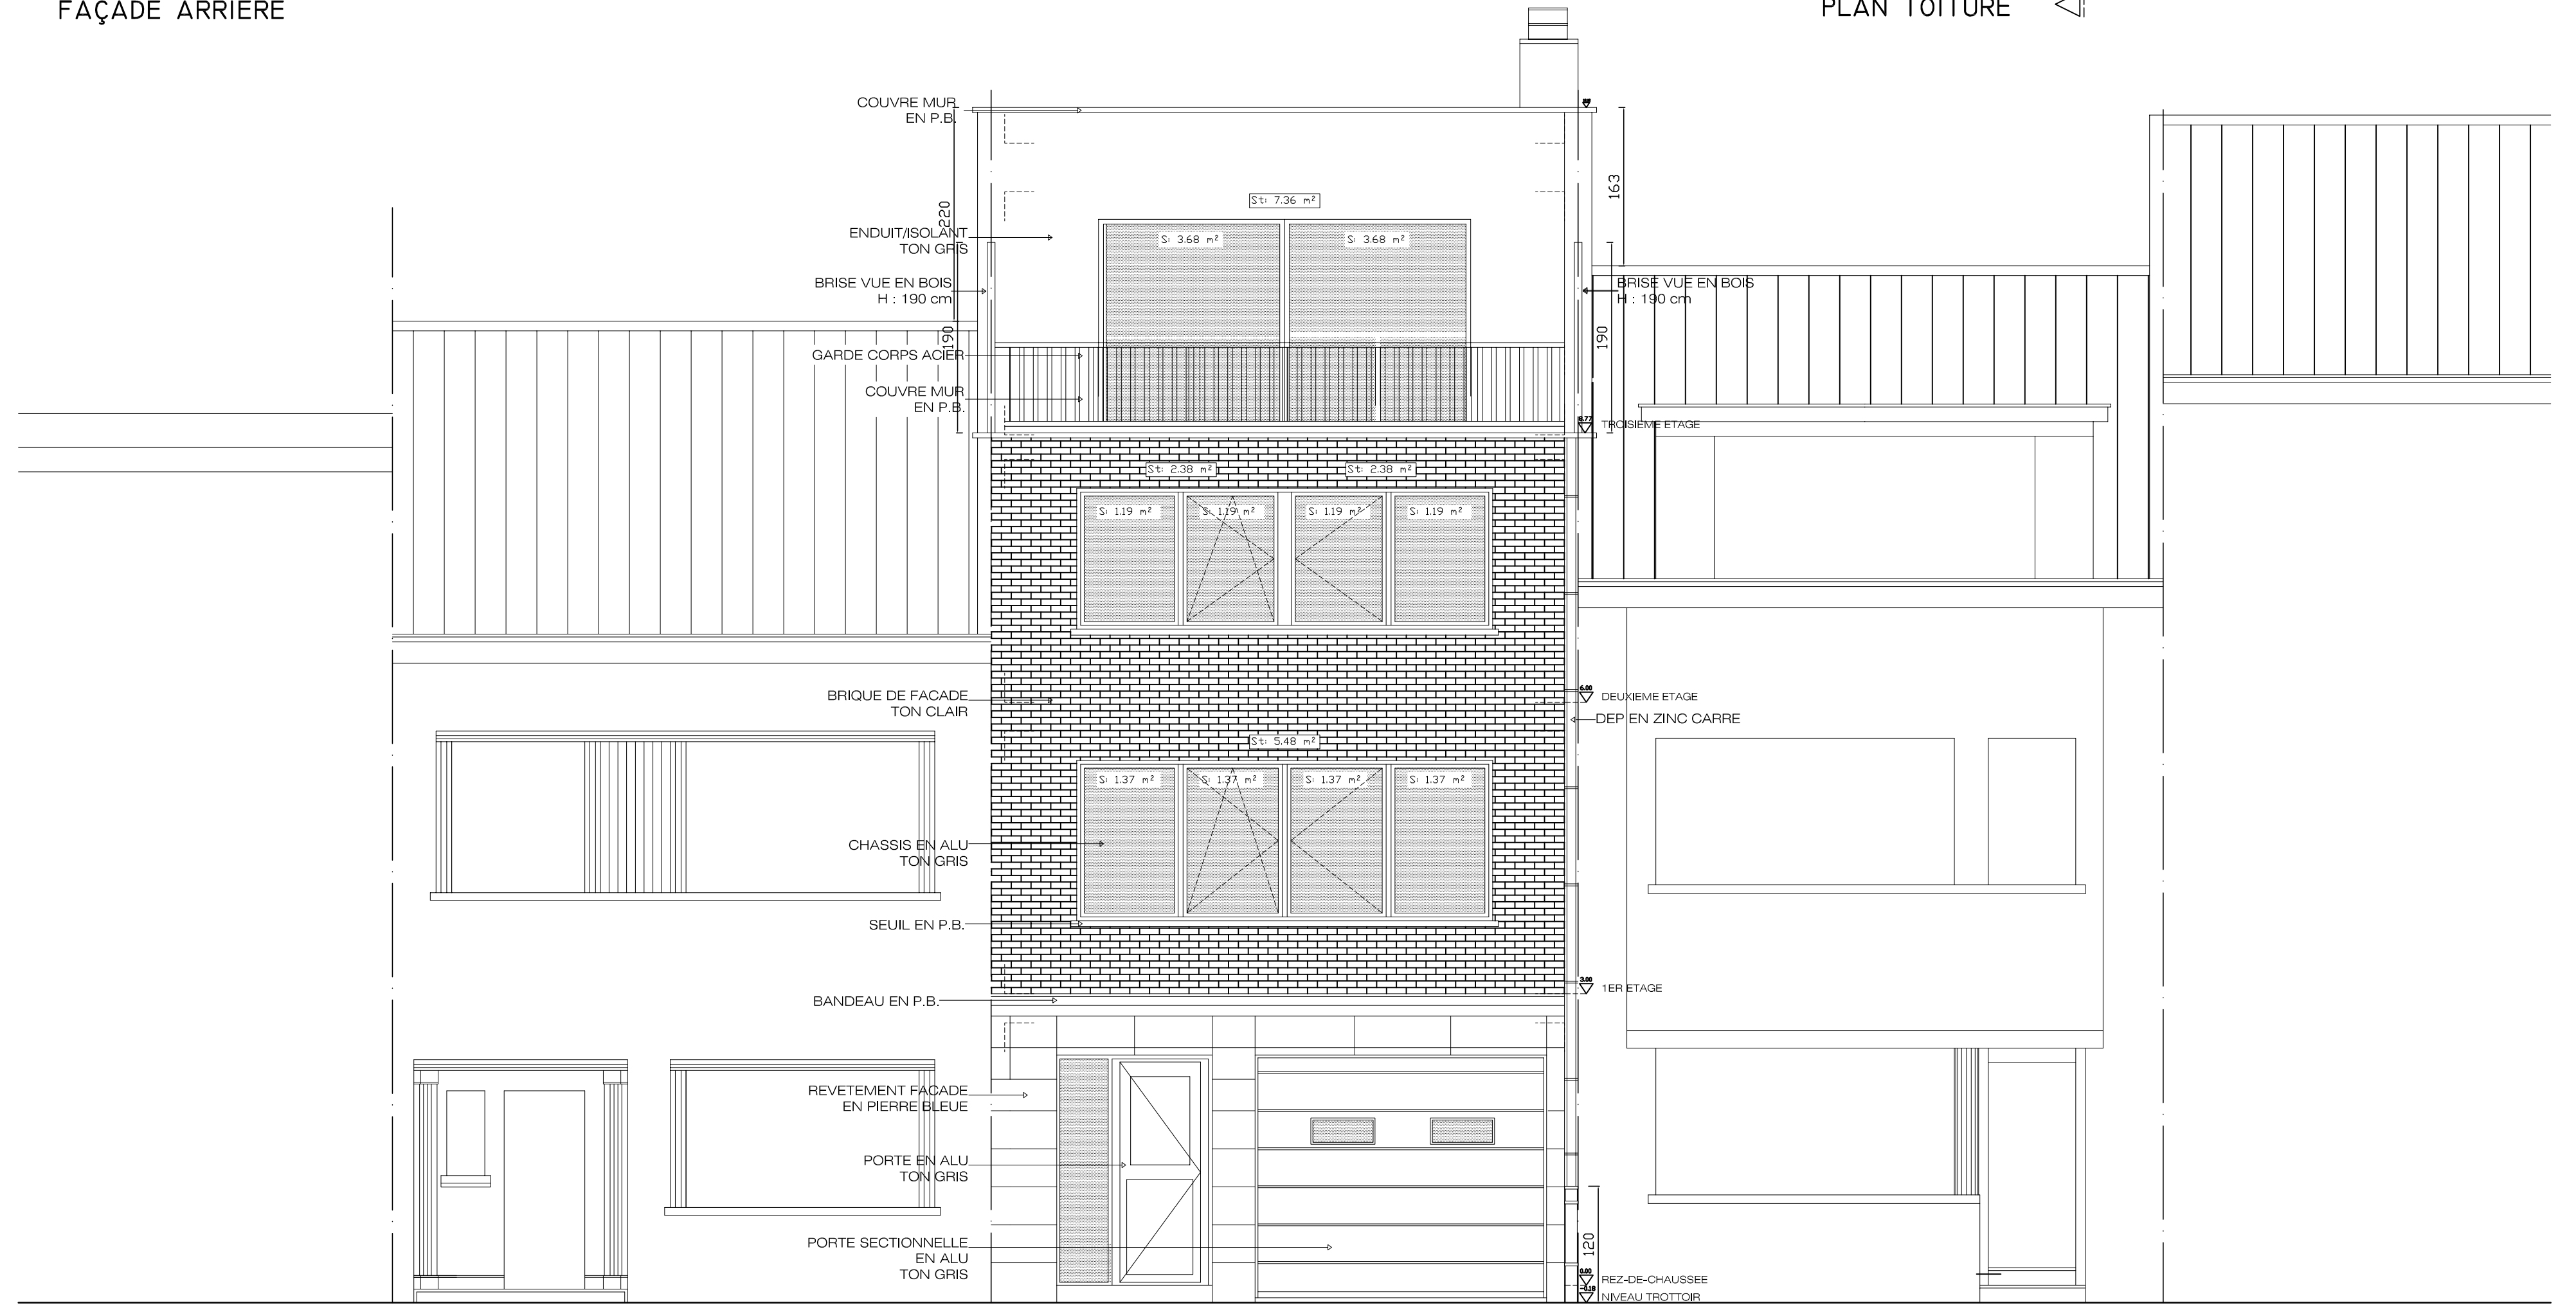 FAÇADE ARRIERE
PLAN TOITURE
COUVRE MUR
EN P.B.
163
220
St: 7.36 m²
ENDUIT/ISOLANT
TON GRIS
S: 3.68 m²
S: 3.68 m²
BRISE VUE EN BOIS
H : 190 cm
BRISE VUE EN BOIS
H : 190 cm
190
190
GARDE CORPS ACIER
COUVRE MUR
EN P.B.
TROISIEME ETAGE
St: 2.38 m²
St: 2.38 m²
S: 1.19 m²
S: 1.19 m²
S: 1.19 m²
S: 1.19 m²
BRIQUE DE FACADE
TON CLAIR
6.00
DEUXIEME ETAGE
DEP EN ZINC CARRE
St: 5.48 m²
S: 1.37 m²
S: 1.37 m²
S: 1.37 m²
S: 1.37 m²
CHASSIS EN ALU
TON GRIS
SEUIL EN P.B.
3.00
1ER ETAGE
BANDEAU EN P.B.
REVETEMENT FACADE
EN PIERRE BLEUE
PORTE EN ALU
TON GRIS
PORTE SECTIONNELLE
EN ALU
TON GRIS
120
0.00
REZ-DE-CHAUSSEE
-0.18
NIVEAU TROTTOIR